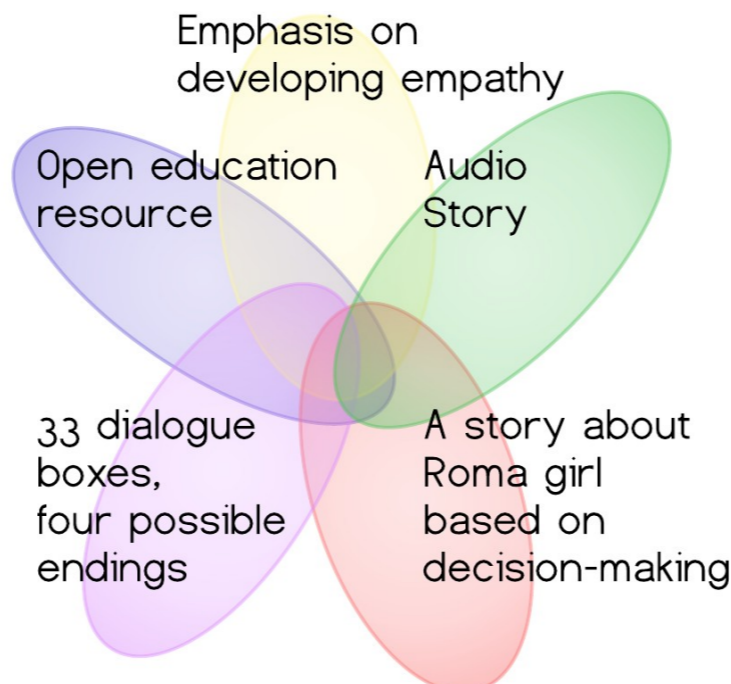 Emphasis on
developing empathy
Open education
resource
Audio
Story
33 dialogue
boxes,
four possible
endings
A story about
Roma girl
based on
decision-making